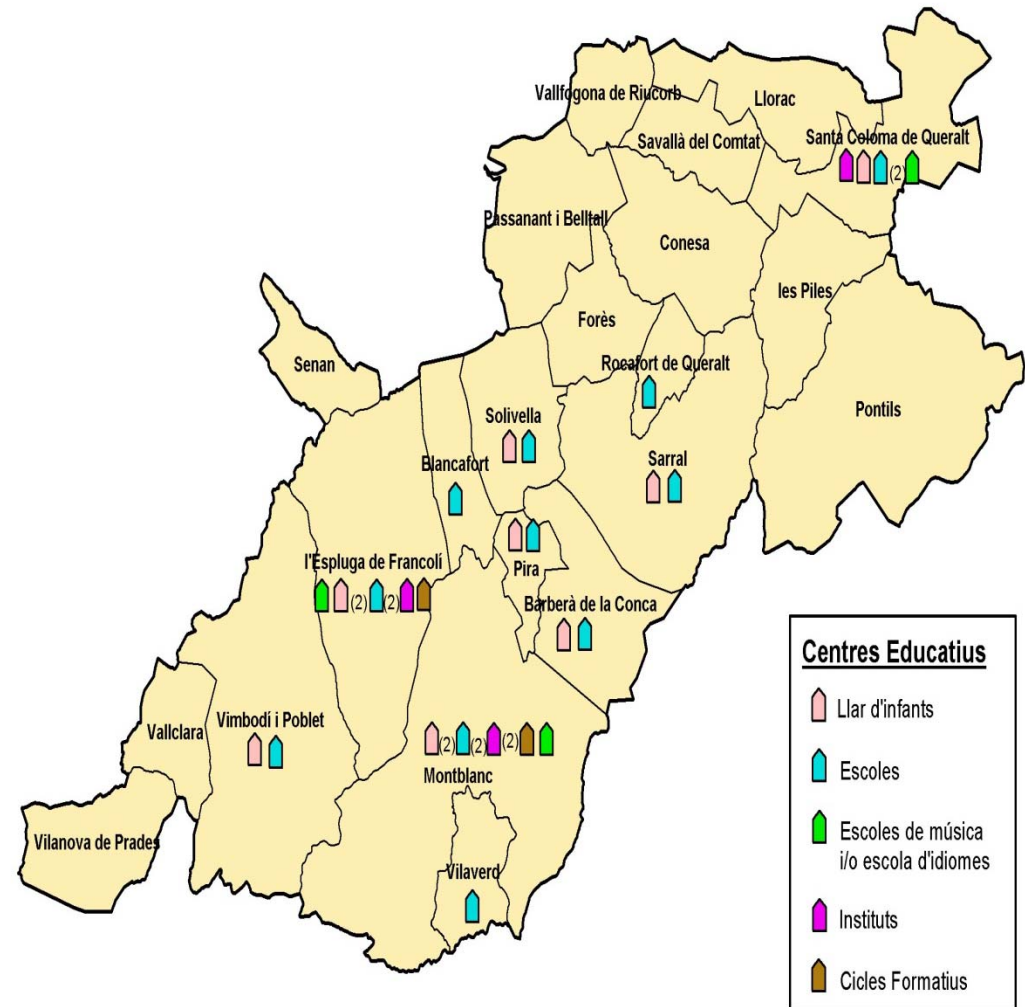 Vallfogona de Riucorb
Llorac
Savallà del Comtat
Santa Coloma de Queralt
(2)
Passanant i Belltall
Conesa
les Piles
Forès
Senan
Rocafort de Queralt
Pontils
Solivella
Blancafort
Sarral
l'Espluga de Francolí
(2) (2)
Pira
Barberà de la Conca
Vallclara
Vimbodí i Poblet
(2) (2) (2)
Montblanc
Vilanova de Prades
Vilaverd
Centres Educatius
Llar d'infants
Escoles
Escoles de música
i/o escola d'idiomes
Instituts
Cicles Formatius